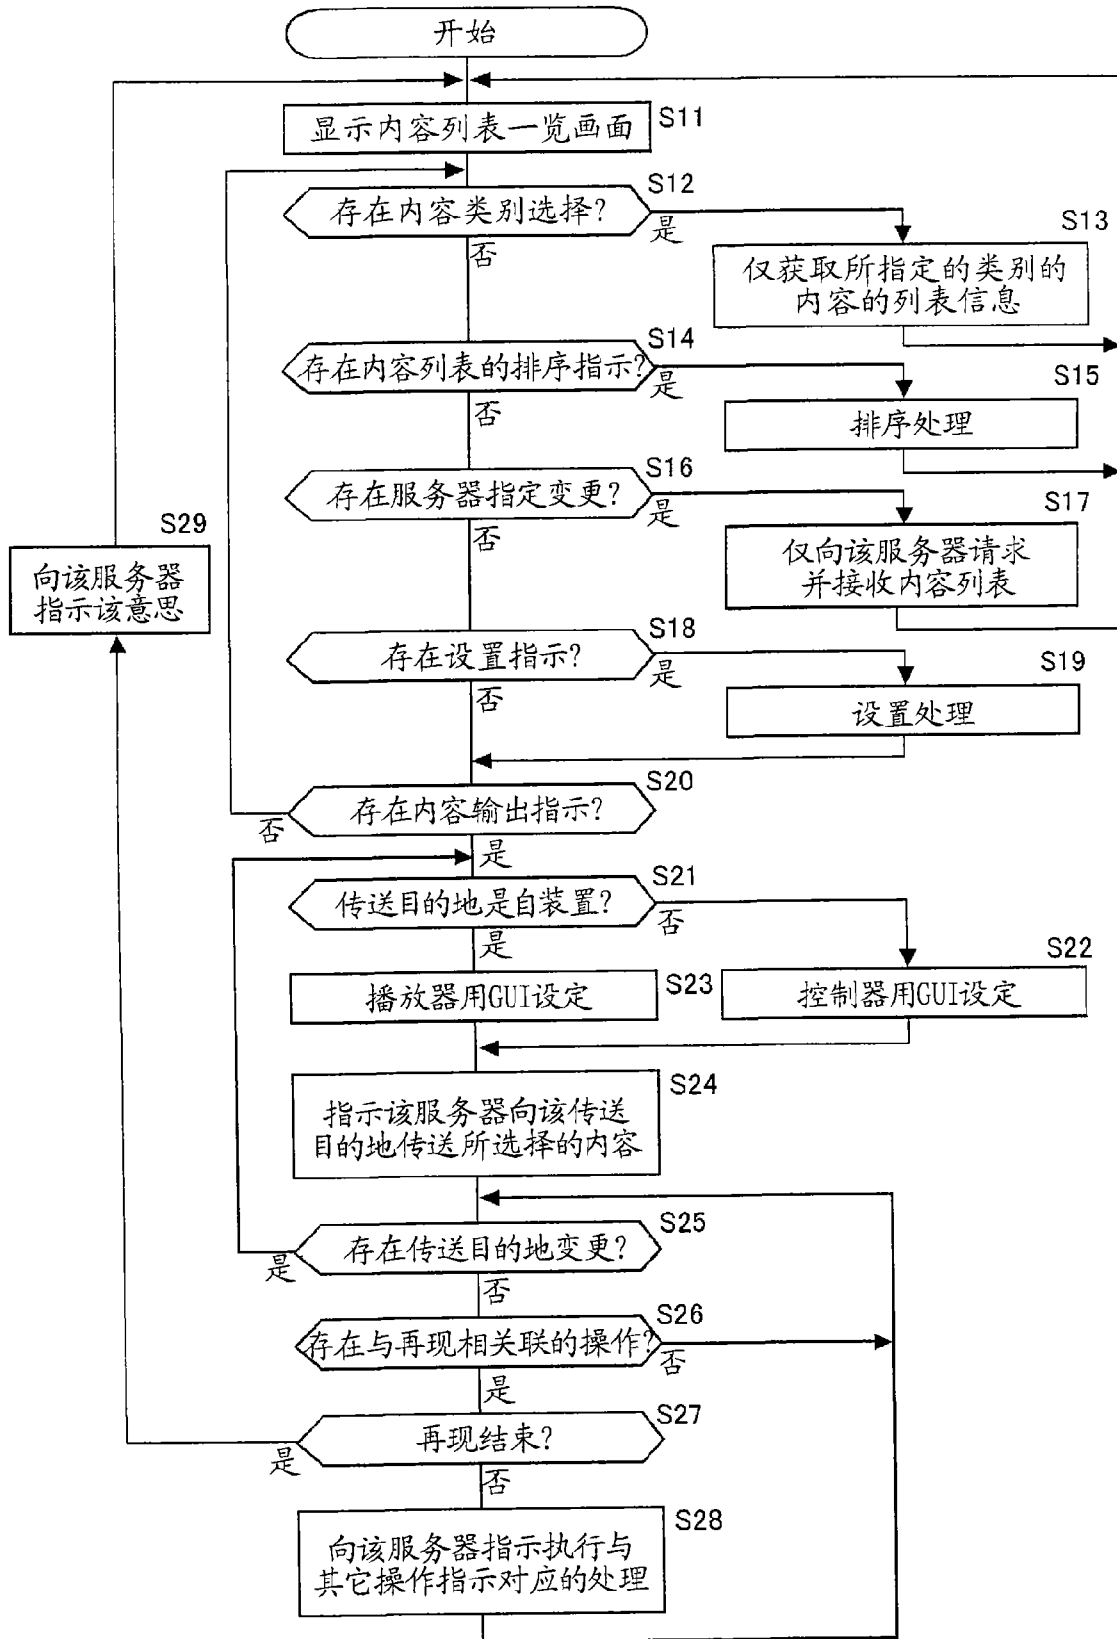 开始
显示内容列表一览画面
S11
存在内容类别选择?
S12
是
否
S13
仅获取所指定的类别的
内容的列表信息
存在内容列表的排序指示?
S14
是
否
S15
排序处理
存在服务器指定变更?
S16
是
否
S17
仅向该服务器请求
并接收内容列表
S29
向该服务器
指示该意思
存在设置指示?
S18
是
否
S19
设置处理
存在内容输出指示?
S20
否
是
传送目的地是自装置?
S21
否
是
S22
控制器用GUI设定
播放器用GUI设定
S23
S24
指示该服务器向该传送
目的地传送所选择的内容
存在传送目的地变更?
S25
是
否
存在与再现相关联的操作?
S26
否
是
再现结束?
S27
是
否
S28
向该服务器指示执行与
其它操作指示对应的处理